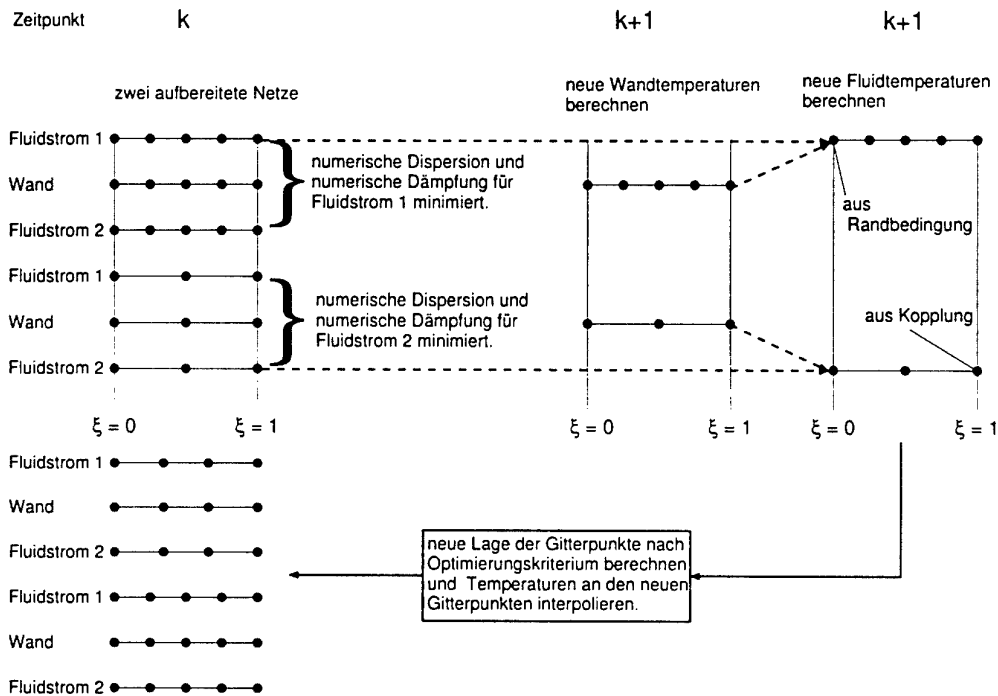 Zeitpunkt k k+1 k+1
zwei aufbereitete Netze
neue Wandtemperaturen
berechnen
neue Fluidtemperaturen
berechnen
Fluidstrom 1
Wand
Fluidstrom 2
numerische Dispersion und
numerische Dämpfung für
Fluidstrom 1 minimiert.
Fluidstrom 1
Wand
Fluidstrom 2
numerische Dispersion und
numerische Dämpfung für
Fluidstrom 2 minimiert.
aus
Randbedingung
aus Kopplung
ξ = 0 ξ = 1 ξ = 0 ξ = 1 ξ = 0 ξ = 1
Fluidstrom 1
Wand
Fluidstrom 2
Fluidstrom 1
Wand
Fluidstrom 2
neue Lage der Gitterpunkte nach
Optimierungskriterium berechnen
und Temperaturen an den neuen
Gitterpunkten interpolieren.